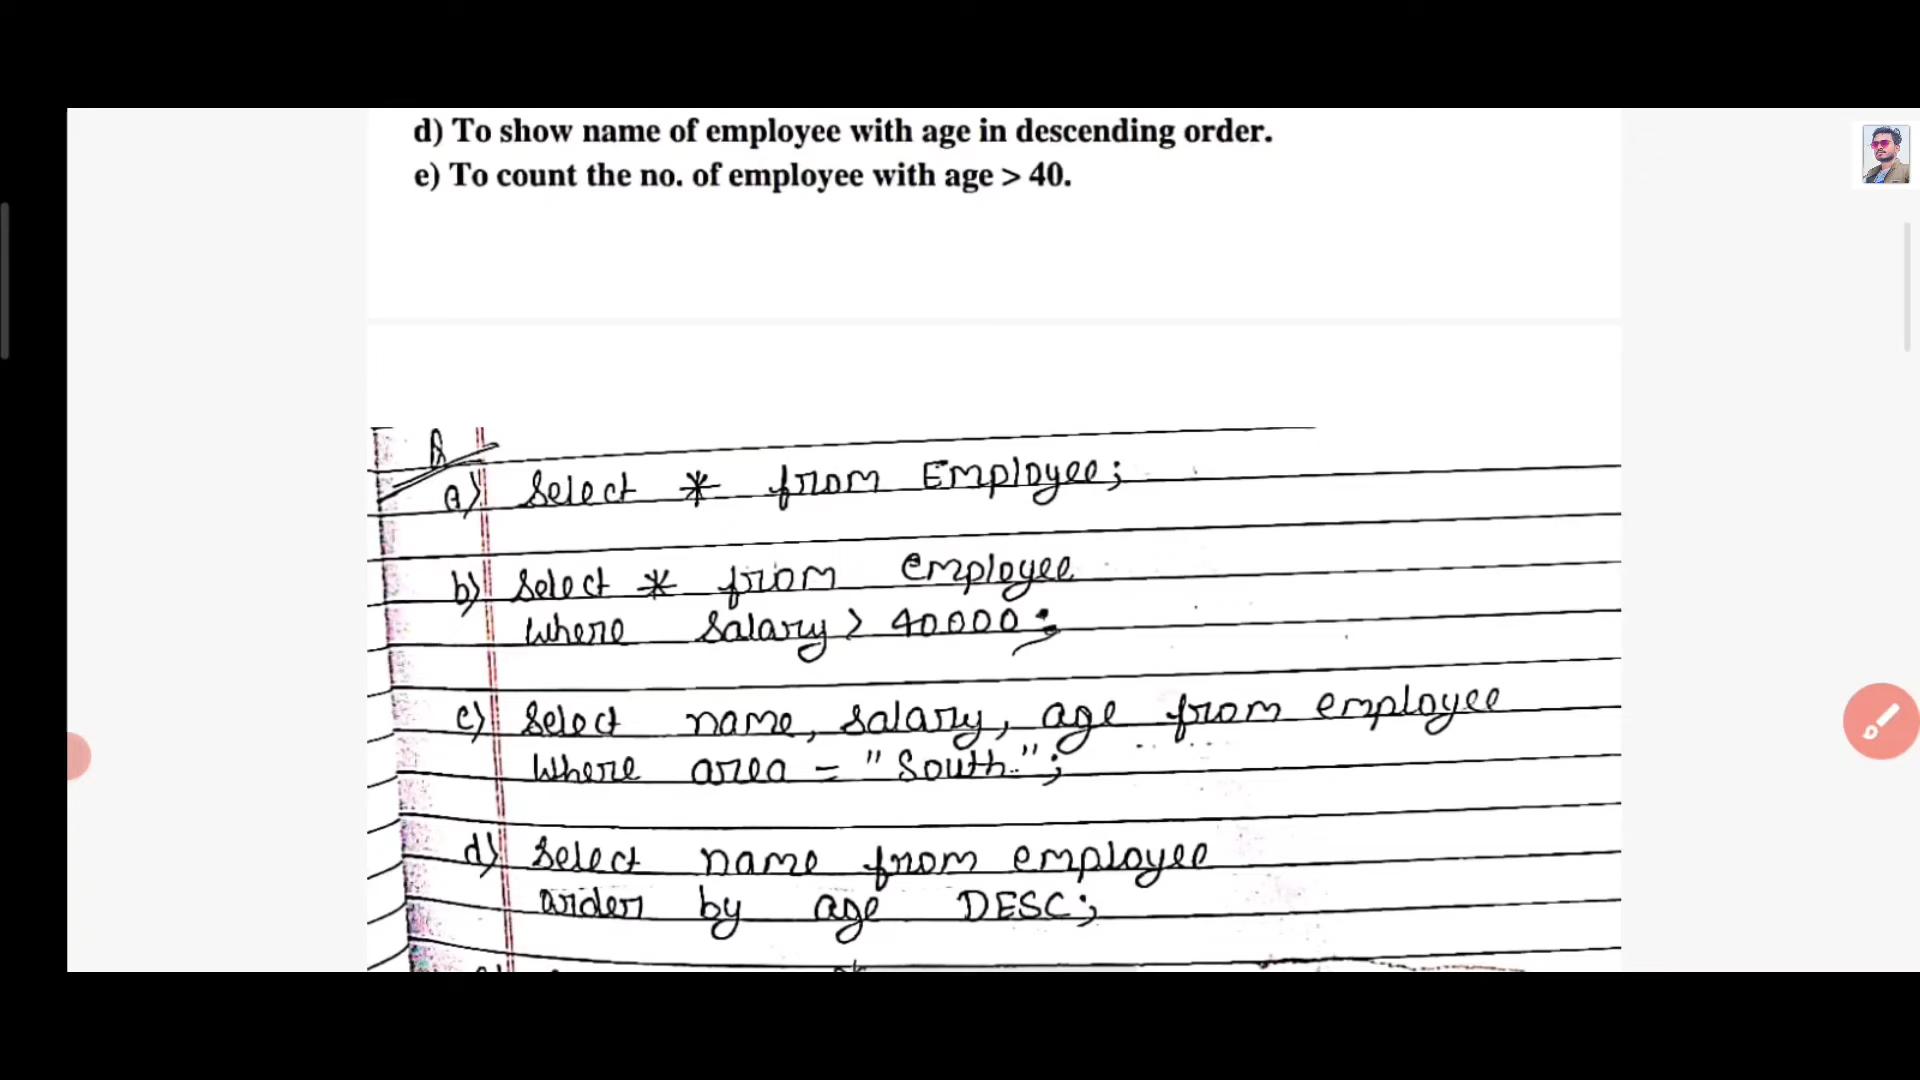 d) To show name of employee with age in descending order.
e) To count the no. of employee with age > 40.
a) Select * from Employee;
b) Select * from employee
where salary > 40000;
c) Select name, salary, age from employee
where area = "South";
d) Select name from employee
order by age DESC;